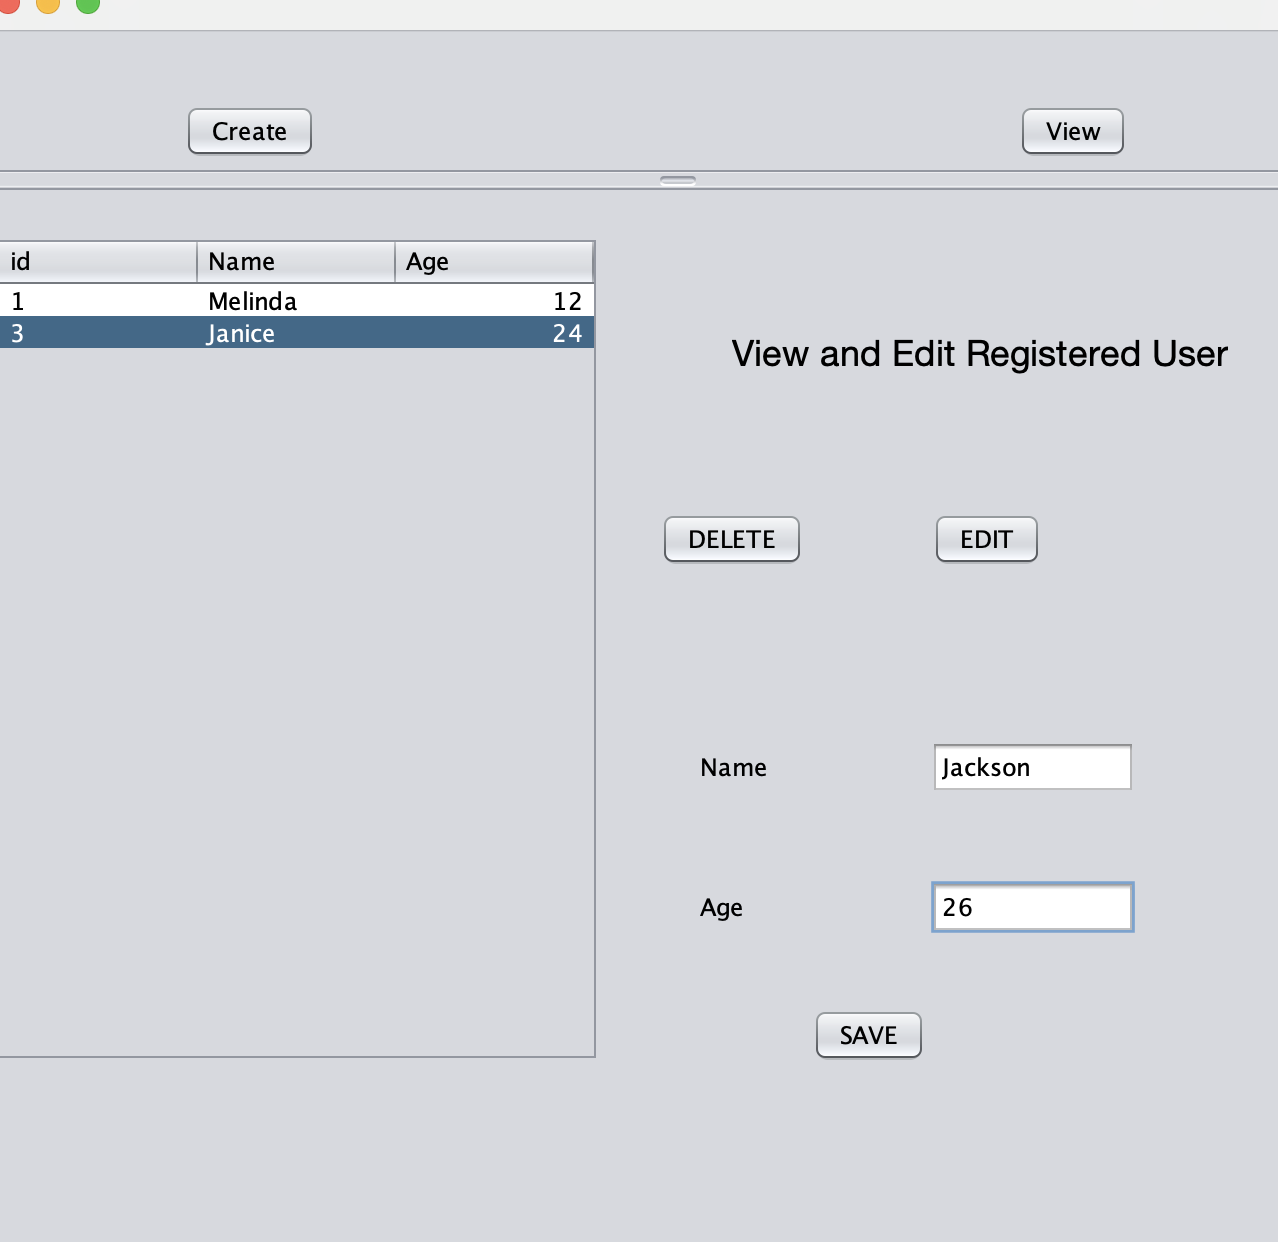 Create View
id Name Age
1 Melinda 12
3 Janice 24
View and Edit Registered User
DELETE EDIT
Name Jackson
Age 26
SAVE